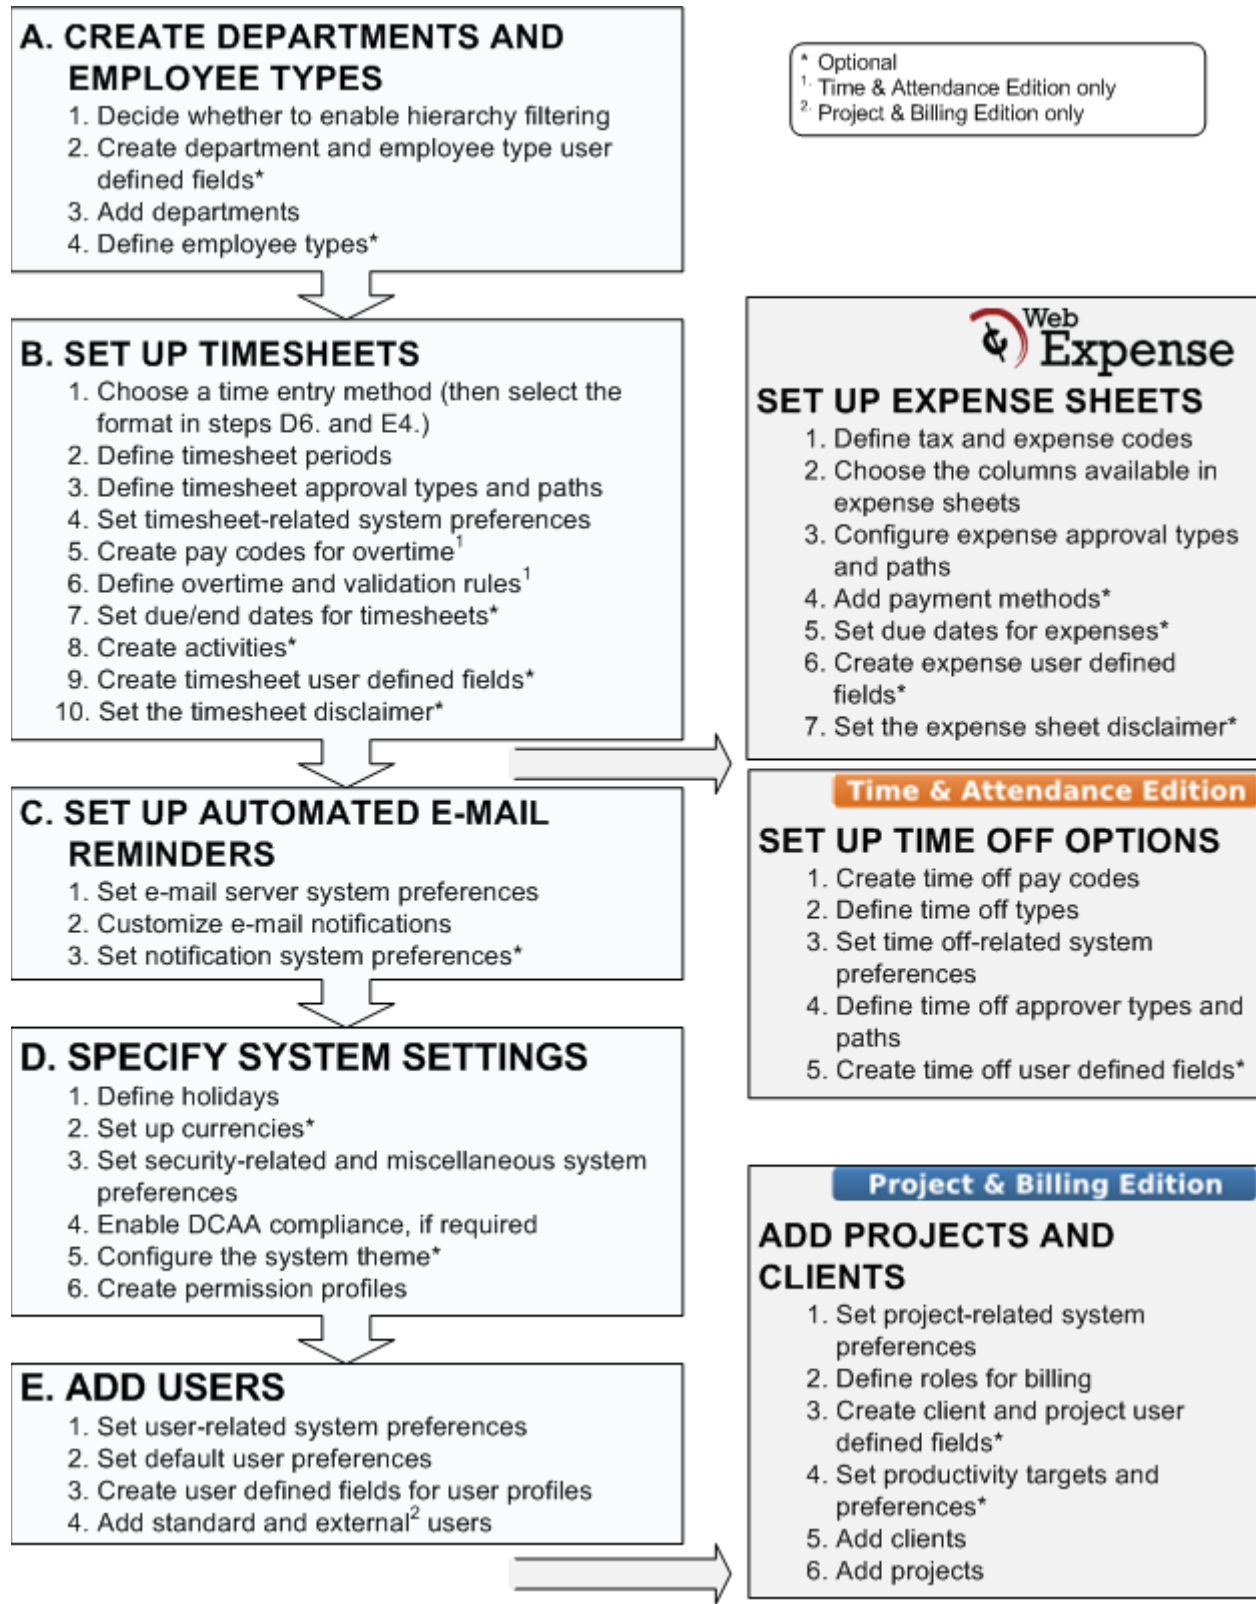 A. CREATE DEPARTMENTS AND
EMPLOYEE TYPES
1. Decide whether to enable hierarchy filtering
2. Create department and employee type user
defined fields*
3. Add departments
4. Define employee types*
* Optional
1. Time & Attendance Edition only
2. Project & Billing Edition only
B. SET UP TIMESHEETS
1. Choose a time entry method (then select the
format in steps D6. and E4.)
2. Define timesheet periods
3. Define timesheet approval types and paths
4. Set timesheet-related system preferences
5. Create pay codes for overtime1
6. Define overtime and validation rules1
7. Set due/end dates for timesheets*
8. Create activities*
9. Create timesheet user defined fields*
10. Set the timesheet disclaimer*
C. SET UP AUTOMATED E-MAIL
REMINDERS
1. Set e-mail server system preferences
2. Customize e-mail notifications
3. Set notification system preferences*
D. SPECIFY SYSTEM SETTINGS
1. Define holidays
2. Set up currencies*
3. Set security-related and miscellaneous system
preferences
4. Enable DCAA compliance, if required
5. Configure the system theme*
6. Create permission profiles
E. ADD USERS
1. Set user-related system preferences
2. Set default user preferences
3. Create user defined fields for user profiles
4. Add standard and external2 users
Web
Expense
SET UP EXPENSE SHEETS
1. Define tax and expense codes
2. Choose the columns available in
expense sheets
3. Configure expense approval types
and paths
4. Add payment methods*
5. Set due dates for expenses*
6. Create expense user defined
fields*
7. Set the expense sheet disclaimer*
Time & Attendance Edition
SET UP TIME OFF OPTIONS
1. Create time off pay codes
2. Define time off types
3. Set time off-related system
preferences
4. Define time off approver types and
paths
5. Create time off user defined fields*
Project & Billing Edition
ADD PROJECTS AND
CLIENTS
1. Set project-related system
preferences
2. Define roles for billing
3. Create client and project user
defined fields*
4. Set productivity targets and
preferences*
5. Add clients
6. Add projects